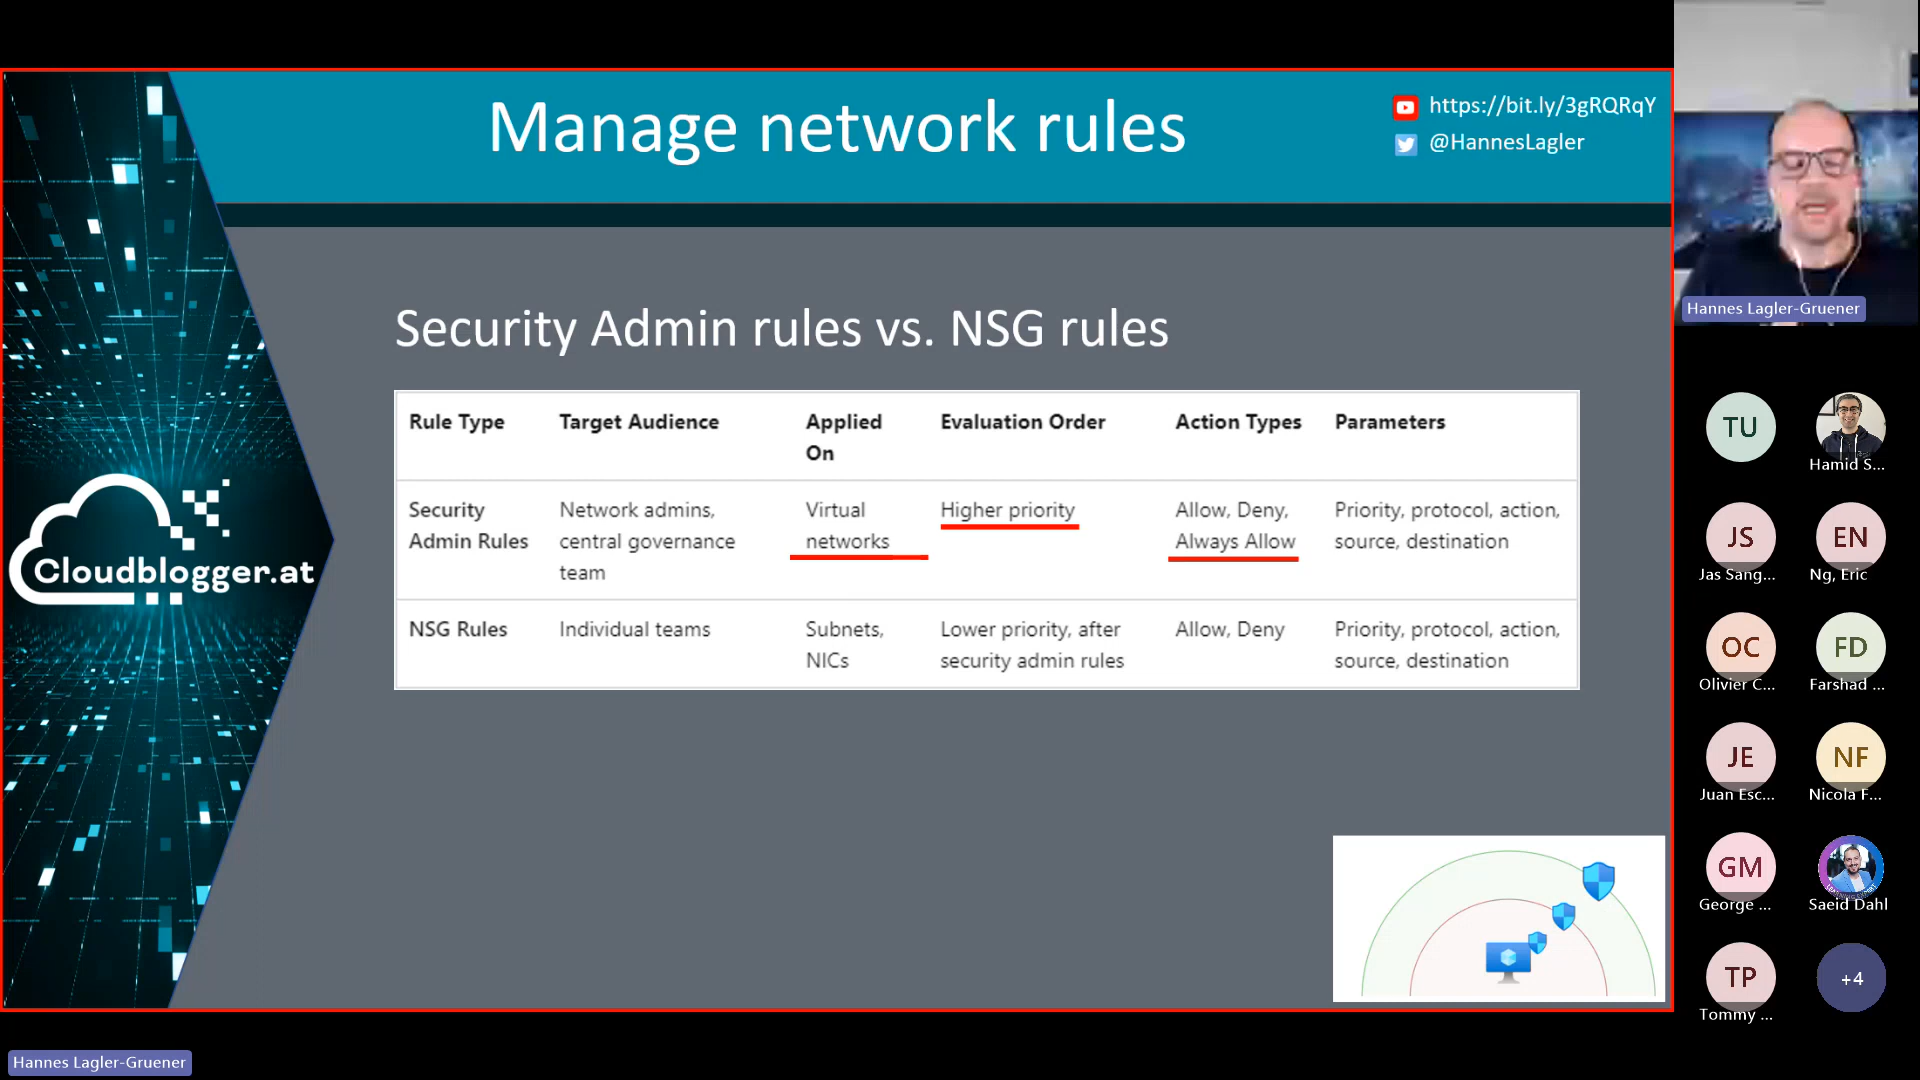 Manage network rules
https://bit.ly/3gRQRqY
@HannesLagler
Hannes Lagler-Gruener
Security Admin rules vs. NSG rules
Rule Type Target Audience Applied On Evaluation Order Action Types Parameters
Security Admin Rules Network admins, central governance team Virtual networks Higher priority Allow, Deny, Always Allow Priority, protocol, action, source, destination
NSG Rules Individual teams Subnets, NICs Lower priority, after security admin rules Allow, Deny Priority, protocol, action, source, destination
Cloudblogger.at
TU
Hamid S...
JS
Jas Sang...
EN
Ng, Eric
OC
Olivier C...
FD
Farshad ...
JE
Juan Esc...
NF
Nicola F...
GM
George ...
Saeid Dahl
TP
Tommy ...
+4
Hannes Lagler-Gruener